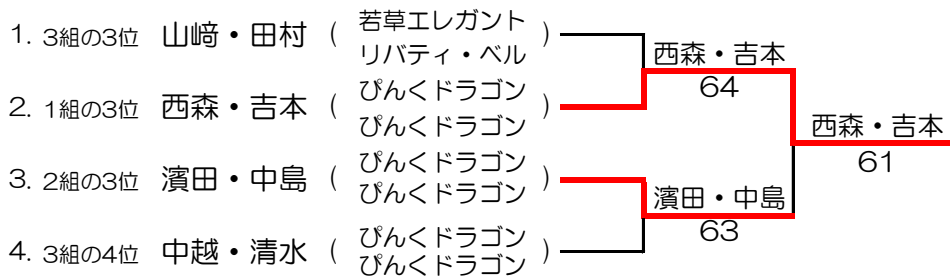 1. 3組の3位 山﨑・田村 ( 若草エレガント
リバティ・ベル )
西森・吉本
64
2. 1組の3位 西森・吉本 ( ぴんくドラゴン
ぴんくドラゴン )
西森・吉本
61
3. 2組の3位 濱田・中島 ( ぴんくドラゴン
ぴんくドラゴン )
濱田・中島
63
4. 3組の4位 中越・清水 ( ぴんくドラゴン
ぴんくドラゴン )